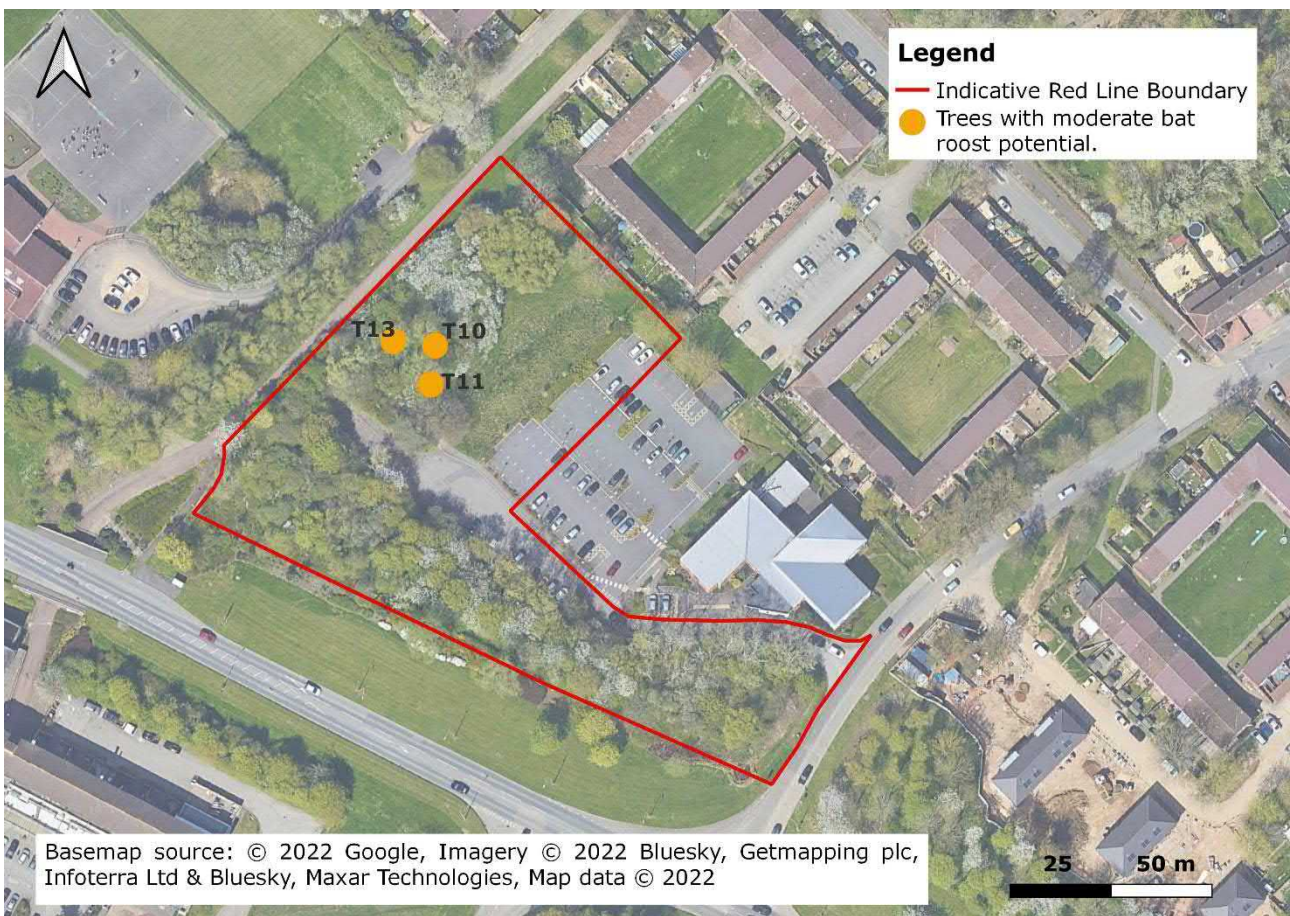 Legend
Indicative Red Line Boundary
Trees with moderate bat
roost potential.
T13
T10
T11
Basemap source: © 2022 Google, Imagery © 2022 Bluesky, Getmapping plc,
Infoterra Ltd & Bluesky, Maxar Technologies, Map data © 2022
25 50 m